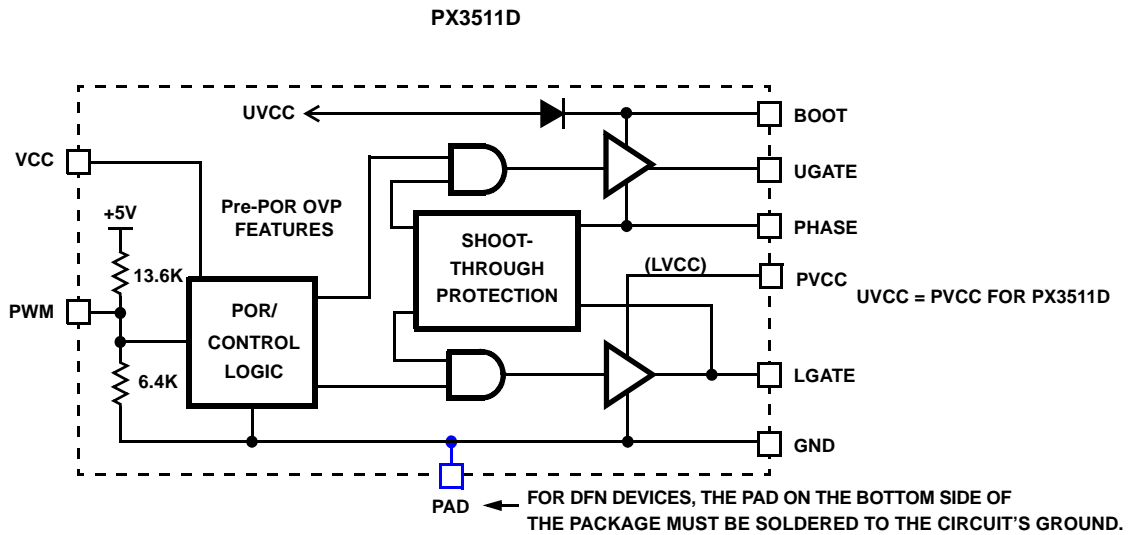 PX3511D
UVCC
BOOT
VCC
UGATE
+5V
Pre-POR OVP
FEATURES
PHASE
SHOOT-
THROUGH
PROTECTION
(LVCC)
13.6K
PVCC
UVCC = PVCC FOR PX3511D
PWM
POR/
CONTROL
LOGIC
6.4K
LGATE
GND
PAD
FOR DFN DEVICES, THE PAD ON THE BOTTOM SIDE OF
THE PACKAGE MUST BE SOLDERED TO THE CIRCUIT'S GROUND.